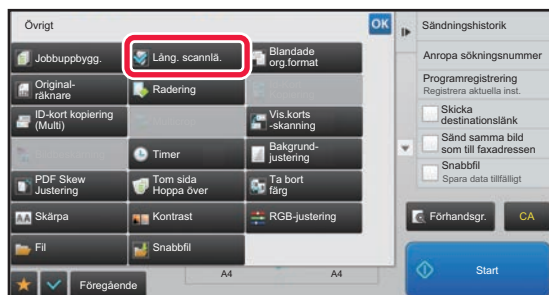 Övrigt
OK
Jobbuppbygg.
Lång. scannlä.
Blandade
org.format
Original-
räknare
Radering
ID-kort kopiering
(Multi)
Vis.korts
-skanning
Timer
Bakgrund-
justering
PDF Skew
Justering
Tom sida
Hoppa över
Ta bort
färg
Skärpa
Kontrast
RGB-justering
Fil
Snabbfil
Föregående
A4
A4
Sändningshistorik
Anropa sökningsnummer
Programregistrering
Registrera aktuella inst.
Skicka
destinationslänk
Sänd samma bild
som till faxadressen
Snabbfil
Spara data tillfälligt
Förhandsgr.
CA
Start